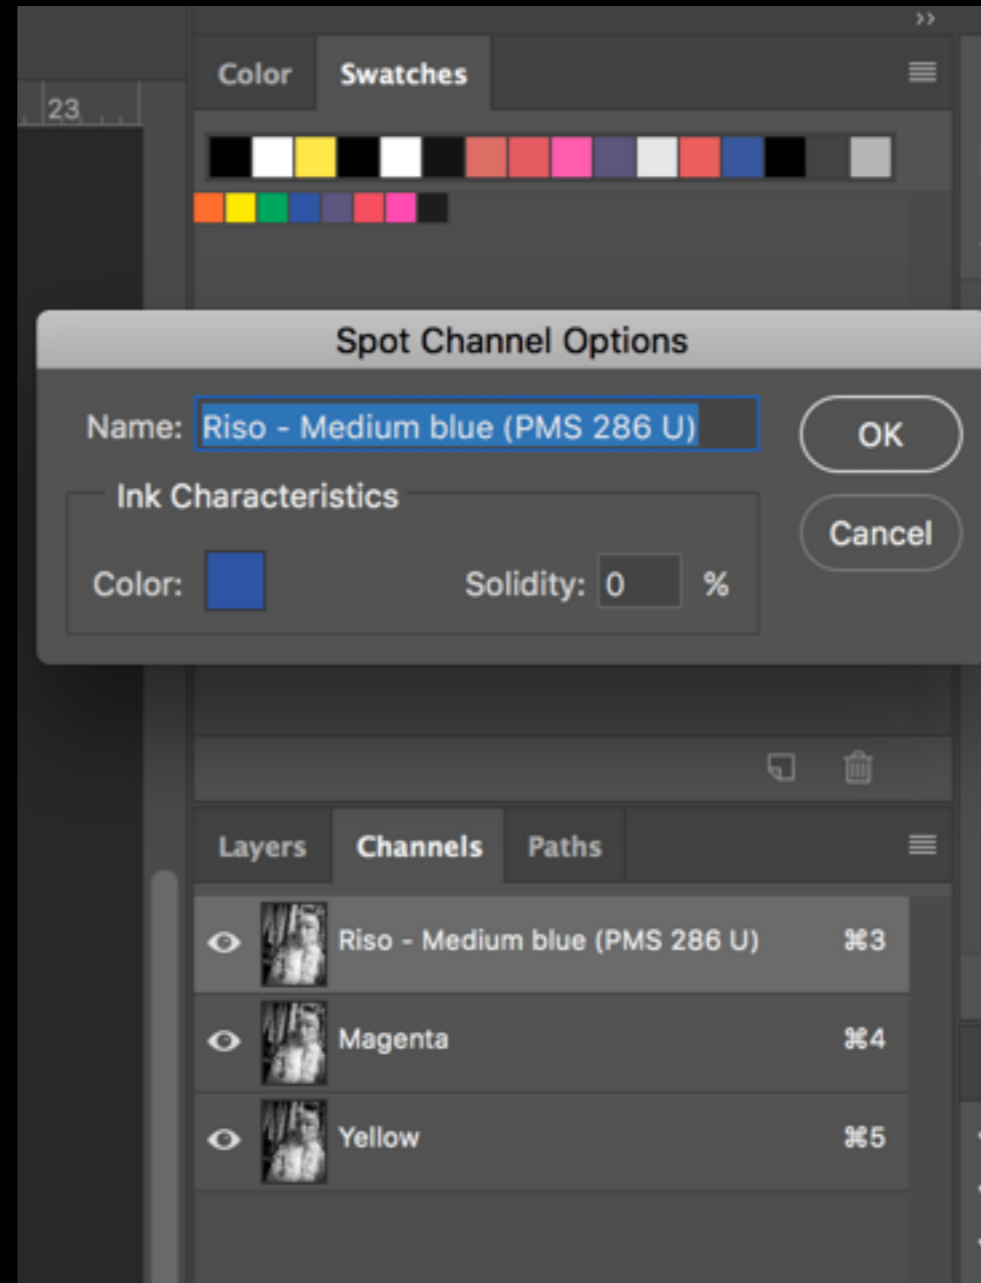 >>
23
Color Swatches
Spot Channel Options
Name: Riso - Medium blue (PMS 286 U) OK
Ink Characteristics
Cancel
Color: Solidity: 0 %
Layers Channels Paths
Riso - Medium blue (PMS 286 U) ⌘3
Magenta ⌘4
Yellow ⌘5